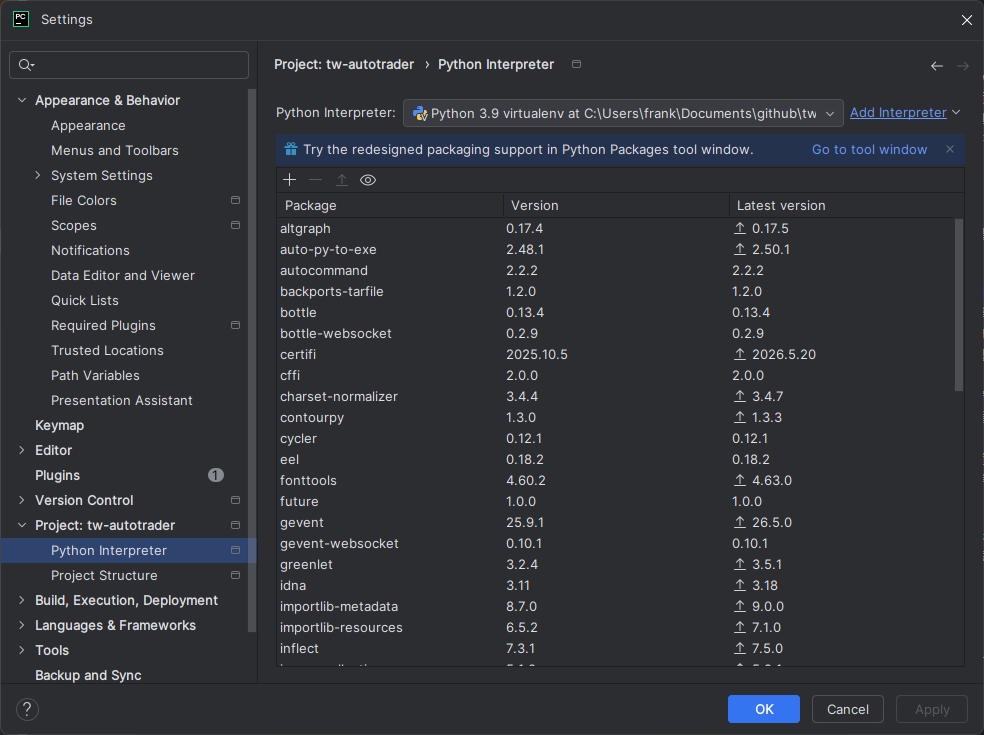 PC
Settings
Appearance & Behavior
Appearance
Menus and Toolbars
System Settings
File Colors
Scopes
Notifications
Data Editor and Viewer
Quick Lists
Required Plugins
Trusted Locations
Path Variables
Presentation Assistant
Keymap
Editor
Plugins 1
Version Control
Project: tw-autotrader
Python Interpreter
Project Structure
Build, Execution, Deployment
Languages & Frameworks
Tools
Backup and Sync
Project: tw-autotrader › Python Interpreter
Python Interpreter: Python 3.9 virtualenv at C:\Users\frank\Documents\github\tw Add Interpreter
Try the redesigned packaging support in Python Packages tool window. Go to tool window
Package Version Latest version
altgraph 0.17.4 0.17.5
auto-py-to-exe 2.48.1 2.50.1
autocommand 2.2.2 2.2.2
backports-tarfile 1.2.0 1.2.0
bottle 0.13.4 0.13.4
bottle-websocket 0.2.9 0.2.9
certifi 2025.10.5 2026.5.20
cffi 2.0.0 2.0.0
charset-normalizer 3.4.4 3.4.7
contourpy 1.3.0 1.3.3
cycler 0.12.1 0.12.1
eel 0.18.2 0.18.2
fonttools 4.60.2 4.63.0
future 1.0.0 1.0.0
gevent 25.9.1 26.5.0
gevent-websocket 0.10.1 0.10.1
greenlet 3.2.4 3.5.1
idna 3.11 3.18
importlib-metadata 8.7.0 9.0.0
importlib-resources 6.5.2 7.1.0
inflect 7.3.1 7.5.0
?
OK Cancel Apply